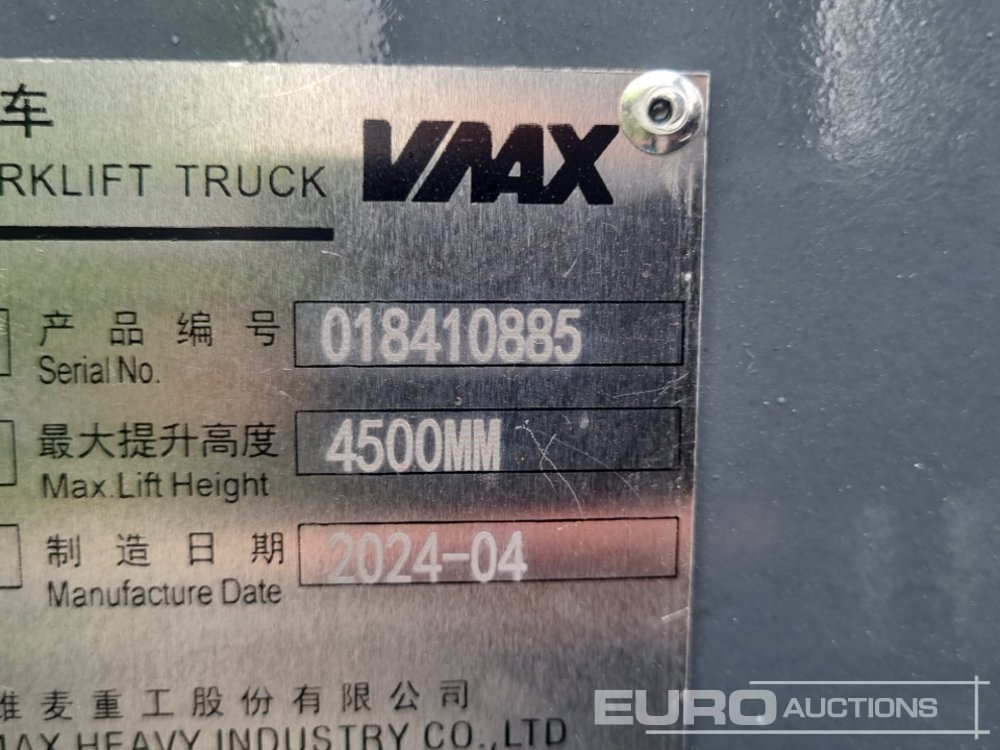 车
RKLIFT TRUCK VMAX
产品编号 018410885
Serial No.
最大提升高度 4500MM
Max.Lift Height
制造日期 2024-04
Manufacture Date
维麦重工股份有限公司
MAX HEAVY INDUSTRY CO.,LTD
EURO AUCTIONS